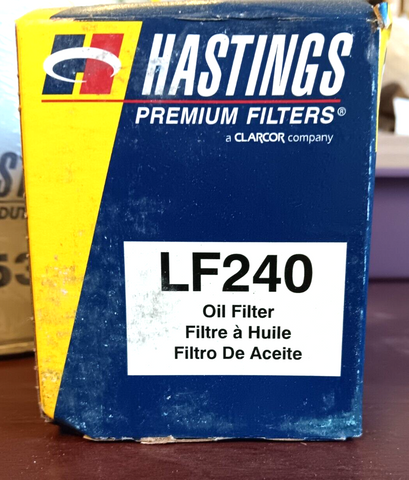 HASTINGS
PREMIUM FILTERS®
a CLARCOR company
LF240
Oil Filter
Filtre à Huile
Filtro De Aceite